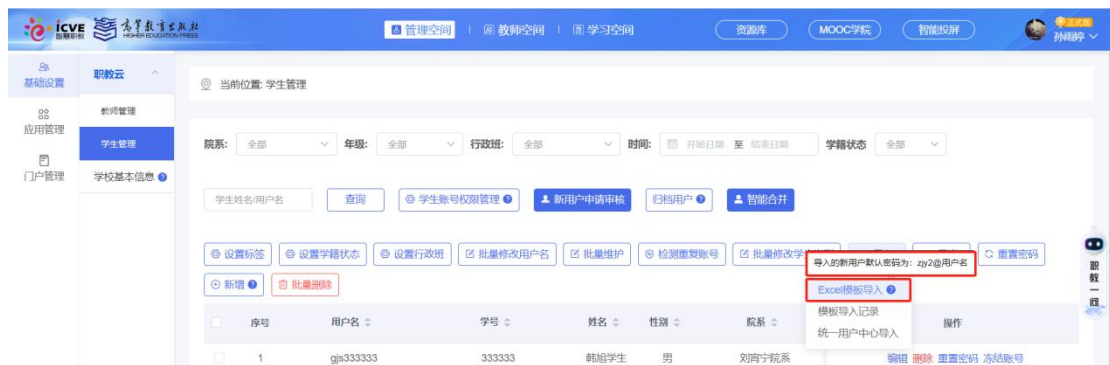 icve 智慧职教 高等教育出版社 HIGHER EDUCATION PRESS 管理空间 教师空间 学习空间 资源库 MOOC学院 智能投屏 正式版 孙雨婷
基础设置
应用管理
门户管理
职教云
教师管理
学生管理
学校基本信息
当前位置: 学生管理
院系: 全部 年级: 全部 行政班: 全部 时间: 开始日期 至 结束日期 学籍状态 全部
学生姓名/用户名 查询 学生账号权限管理 新用户申请审核 归档用户 智能合并
设置标签 设置学籍状态 设置行政班 批量修改用户名 批量维护 检测重复账号 批量修改学 重置密码
新增 批量删除
导入的新用户默认密码为: zjy2@用户名
Excel模板导入
模板导入记录
统一用户中心导入
序号 用户名 学号 姓名 性别 院系 操作
1 gjs333333 333333 韩旭学生 男 刘宵宁院系 编辑 删除 重置密码 冻结账号
职教一问